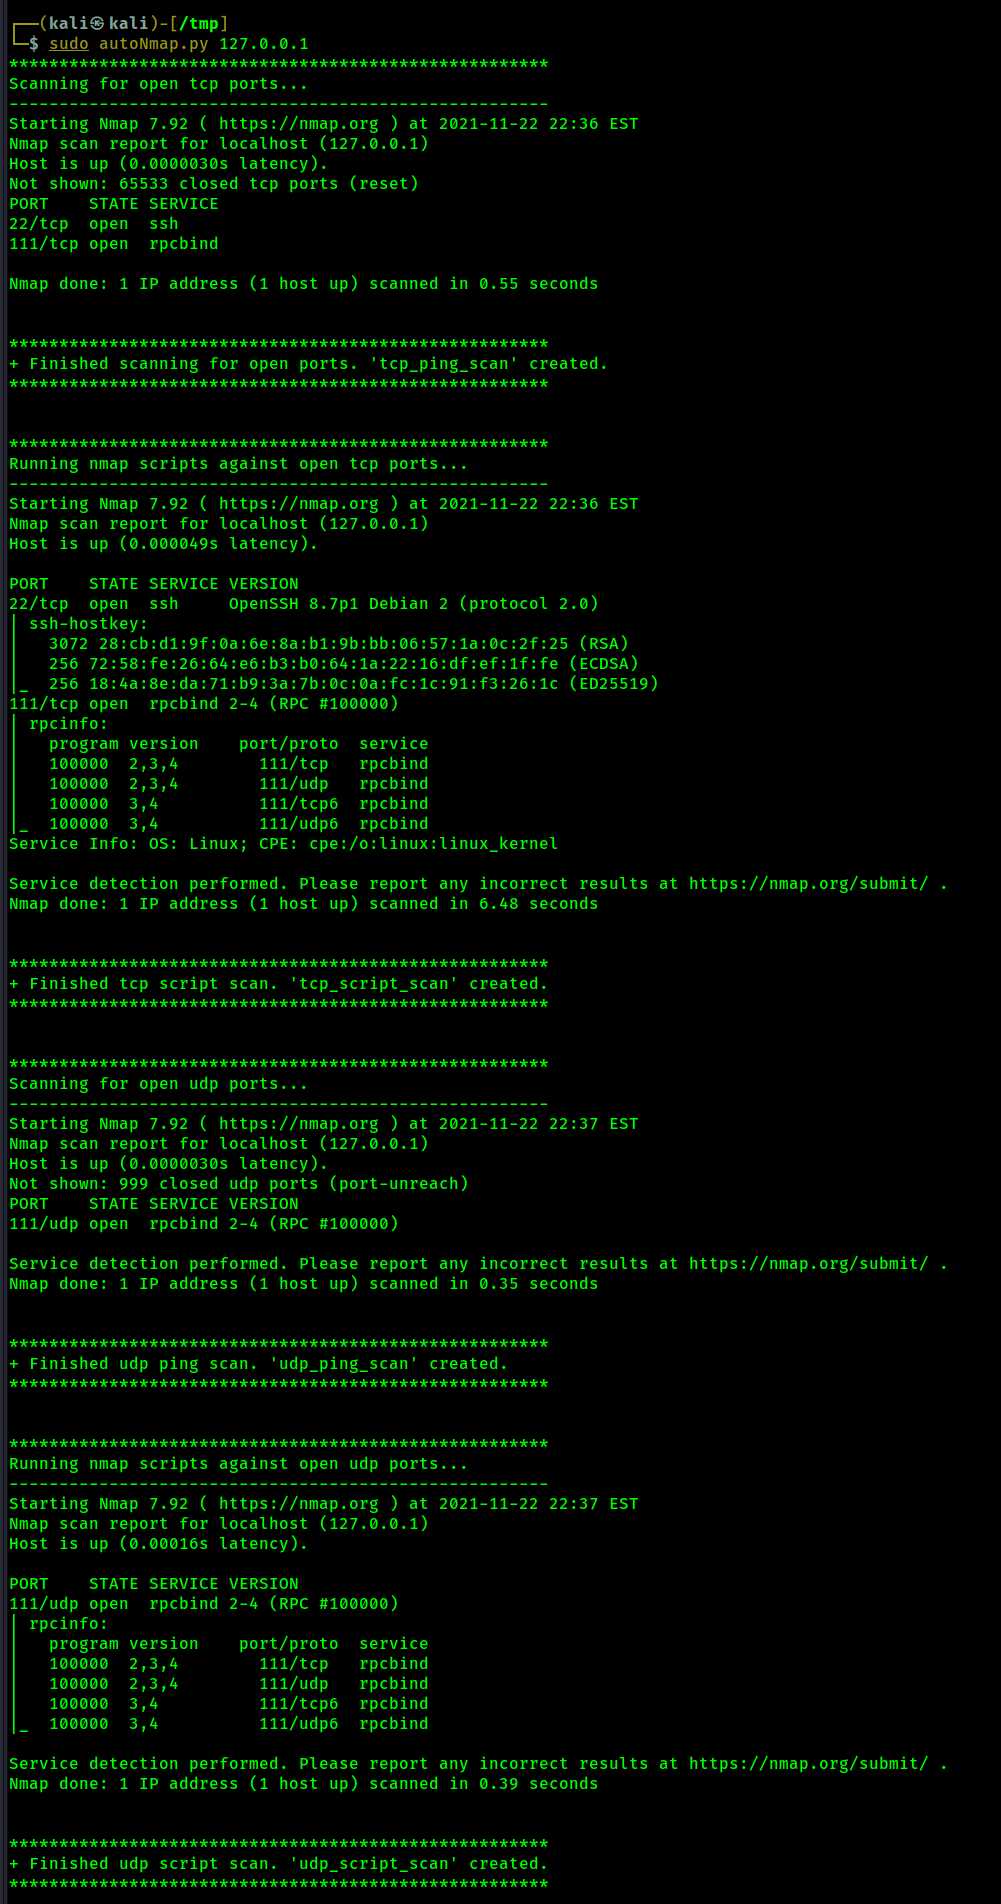 ┌──(kali㉿kali)-[/tmp]
└─$ sudo autoNmap.py 127.0.0.1
******************************************************
Scanning for open tcp ports...
------------------------------------------------------
Starting Nmap 7.92 ( https://nmap.org ) at 2021-11-22 22:36 EST
Nmap scan report for localhost (127.0.0.1)
Host is up (0.0000030s latency).
Not shown: 65533 closed tcp ports (reset)
PORT    STATE SERVICE
22/tcp  open  ssh
111/tcp open  rpcbind

Nmap done: 1 IP address (1 host up) scanned in 0.55 seconds


******************************************************
+ Finished scanning for open ports. 'tcp_ping_scan' created.
******************************************************


******************************************************
Running nmap scripts against open tcp ports...
------------------------------------------------------
Starting Nmap 7.92 ( https://nmap.org ) at 2021-11-22 22:36 EST
Nmap scan report for localhost (127.0.0.1)
Host is up (0.000049s latency).

PORT    STATE SERVICE VERSION
22/tcp  open  ssh     OpenSSH 8.7p1 Debian 2 (protocol 2.0)
| ssh-hostkey:
|   3072 28:cb:d1:9f:0a:6e:8a:b1:9b:bb:06:57:1a:0c:2f:25 (RSA)
|   256 72:58:fe:26:64:e6:b3:b0:64:1a:22:16:df:ef:1f:fe (ECDSA)
|_  256 18:4a:8e:da:71:b9:3a:7b:0c:0a:fc:1c:91:f3:26:1c (ED25519)
111/tcp open  rpcbind 2-4 (RPC #100000)
| rpcinfo:
|   program version    port/proto  service
|   100000  2,3,4        111/tcp   rpcbind
|   100000  2,3,4        111/udp   rpcbind
|   100000  3,4          111/tcp6  rpcbind
|_  100000  3,4          111/udp6  rpcbind
Service Info: OS: Linux; CPE: cpe:/o:linux:linux_kernel

Service detection performed. Please report any incorrect results at https://nmap.org/submit/ .
Nmap done: 1 IP address (1 host up) scanned in 6.48 seconds


******************************************************
+ Finished tcp script scan. 'tcp_script_scan' created.
******************************************************


******************************************************
Scanning for open udp ports...
------------------------------------------------------
Starting Nmap 7.92 ( https://nmap.org ) at 2021-11-22 22:37 EST
Nmap scan report for localhost (127.0.0.1)
Host is up (0.0000030s latency).
Not shown: 999 closed udp ports (port-unreach)
PORT    STATE SERVICE VERSION
111/udp open  rpcbind 2-4 (RPC #100000)

Service detection performed. Please report any incorrect results at https://nmap.org/submit/ .
Nmap done: 1 IP address (1 host up) scanned in 0.35 seconds


******************************************************
+ Finished udp ping scan. 'udp_ping_scan' created.
******************************************************


******************************************************
Running nmap scripts against open udp ports...
------------------------------------------------------
Starting Nmap 7.92 ( https://nmap.org ) at 2021-11-22 22:37 EST
Nmap scan report for localhost (127.0.0.1)
Host is up (0.00016s latency).

PORT    STATE SERVICE VERSION
111/udp open  rpcbind 2-4 (RPC #100000)
| rpcinfo:
|   program version    port/proto  service
|   100000  2,3,4        111/tcp   rpcbind
|   100000  2,3,4        111/udp   rpcbind
|   100000  3,4          111/tcp6  rpcbind
|_  100000  3,4          111/udp6  rpcbind

Service detection performed. Please report any incorrect results at https://nmap.org/submit/ .
Nmap done: 1 IP address (1 host up) scanned in 0.39 seconds


******************************************************
+ Finished udp script scan. 'udp_script_scan' created.
******************************************************